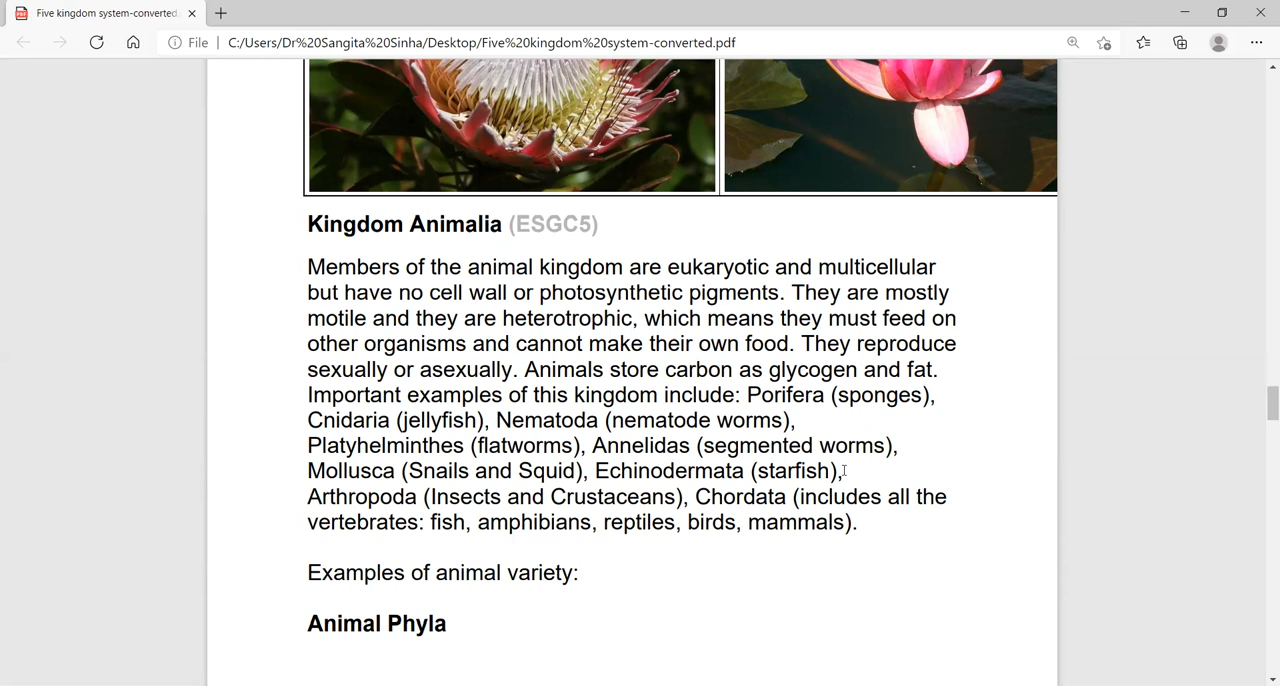 Five kingdom system-converted.
File
C:/Users/Dr%20Sangita%20Sinha/Desktop/Five%20kingdom%20system-converted.pdf
Kingdom Animalia (ESGC5)
Members of the animal kingdom are eukaryotic and multicellular
but have no cell wall or photosynthetic pigments. They are mostly
motile and they are heterotrophic, which means they must feed on
other organisms and cannot make their own food. They reproduce
sexually or asexually. Animals store carbon as glycogen and fat.
Important examples of this kingdom include: Porifera (sponges),
Cnidaria (jellyfish), Nematoda (nematode worms),
Platyhelminthes (flatworms), Annelidas (segmented worms),
Mollusca (Snails and Squid), Echinodermata (starfish),
Arthropoda (Insects and Crustaceans), Chordata (includes all the
vertebrates: fish, amphibians, reptiles, birds, mammals).
Examples of animal variety:
Animal Phyla